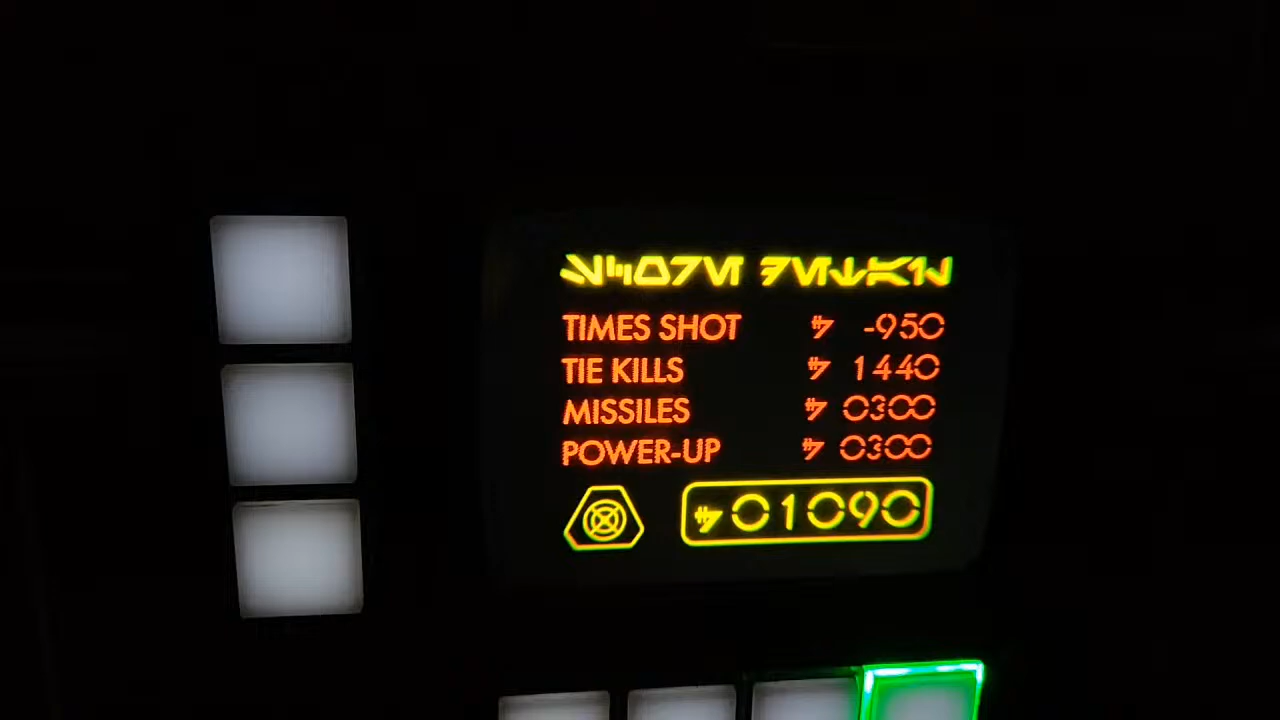 TIMES SHOT -950
TIE KILLS 1440
MISSILES 0300
POWER-UP 0300
01090